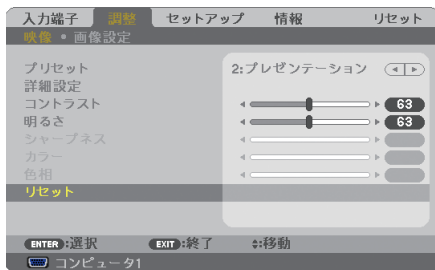 入力端子 調整 セットアップ 情報 リセット
映像 • 画像設定
プリセット 2:プレゼンテーション
詳細設定
コントラスト 63
明るさ 63
シャープネス
カラー
色相
リセット
ENTER :選択 EXIT :終了 :移動
コンピュータ1